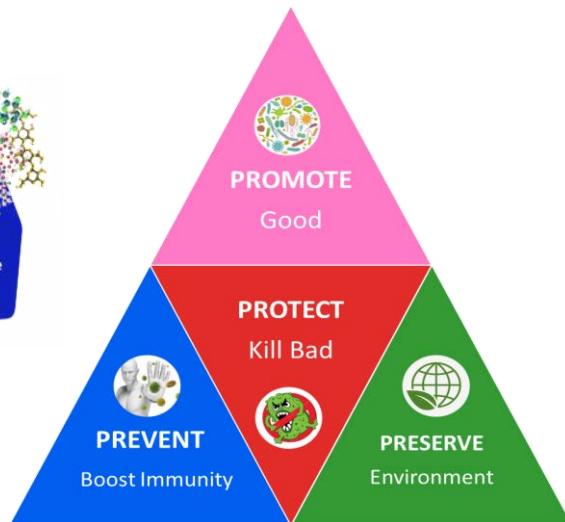 PROMOTE
Good
PROTECT
Kill Bad
PREVENT
Boost Immunity
PRESERVE
Environment